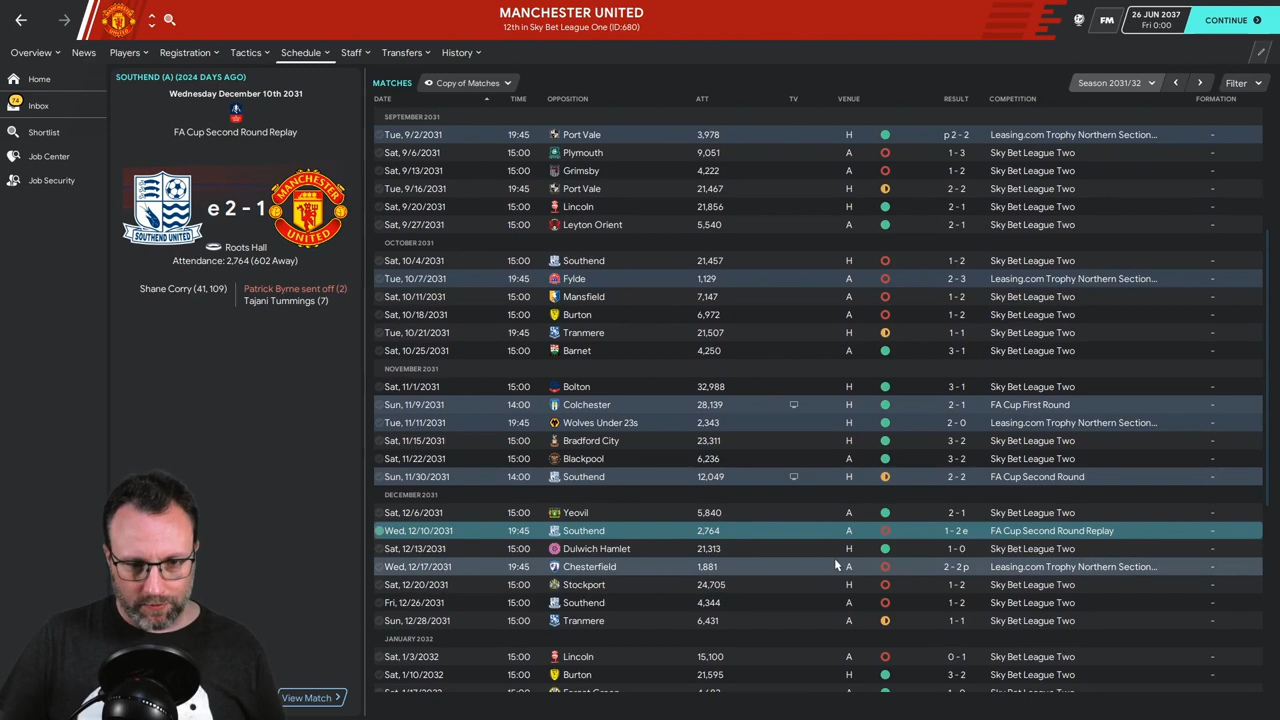 MANCHESTER UNITED
12th in Sky Bet League One (ID:680)
FM
26 JUN 2037
Fri 0:00
CONTINUE
Overview
News
Players
Registration
Tactics
Schedule
Staff
Transfers
History
Home
74
Inbox
Shortlist
Job Center
Job Security
SOUTHEND (A) (2024 DAYS AGO)
Wednesday December 10th 2031
FA Cup Second Round Replay
e 2 - 1
SOUTHEND UNITED
MANCHESTER
UNITED
Roots Hall
Attendance: 2,764 (602 Away)
Shane Corry (41, 109)
Patrick Byrne sent off (2)
Tajani Tummings (7)
View Match
MATCHES
Copy of Matches
Season 2031/32
Filter
DATE TIME OPPOSITION ATT TV VENUE RESULT COMPETITION FORMATION
SEPTEMBER 2031
Tue, 9/2/2031 19:45 Port Vale 3,978 H p 2 - 2 Leasing.com Trophy Northern Section... -
Sat, 9/6/2031 15:00 Plymouth 9,051 A 1 - 3 Sky Bet League Two -
Sat, 9/13/2031 15:00 Grimsby 4,222 A 1 - 2 Sky Bet League Two -
Tue, 9/16/2031 19:45 Port Vale 21,467 H 2 - 2 Sky Bet League Two -
Sat, 9/20/2031 15:00 Lincoln 21,856 H 2 - 1 Sky Bet League Two -
Sat, 9/27/2031 15:00 Leyton Orient 5,540 A 2 - 1 Sky Bet League Two -
OCTOBER 2031
Sat, 10/4/2031 15:00 Southend 21,457 H 1 - 2 Sky Bet League Two -
Tue, 10/7/2031 19:45 Fylde 1,129 A 2 - 3 Leasing.com Trophy Northern Section... -
Sat, 10/11/2031 15:00 Mansfield 7,147 A 1 - 2 Sky Bet League Two -
Sat, 10/18/2031 15:00 Burton 6,972 A 1 - 2 Sky Bet League Two -
Tue, 10/21/2031 19:45 Tranmere 21,507 H 1 - 1 Sky Bet League Two -
Sat, 10/25/2031 15:00 Barnet 4,250 A 3 - 1 Sky Bet League Two -
NOVEMBER 2031
Sat, 11/1/2031 15:00 Bolton 32,988 H 3 - 1 Sky Bet League Two -
Sun, 11/9/2031 14:00 Colchester 28,139 H 2 - 1 FA Cup First Round -
Tue, 11/11/2031 19:45 Wolves Under 23s 2,343 H 2 - 0 Leasing.com Trophy Northern Section... -
Sat, 11/15/2031 15:00 Bradford City 23,311 H 3 - 2 Sky Bet League Two -
Sat, 11/22/2031 15:00 Blackpool 6,236 A 3 - 2 Sky Bet League Two -
Sun, 11/30/2031 14:00 Southend 12,049 H 2 - 2 FA Cup Second Round -
DECEMBER 2031
Sat, 12/6/2031 15:00 Yeovil 5,840 A 2 - 1 Sky Bet League Two -
Wed, 12/10/2031 19:45 Southend 2,764 A 1 - 2 e FA Cup Second Round Replay -
Sat, 12/13/2031 15:00 Dulwich Hamlet 21,313 H 1 - 0 Sky Bet League Two -
Wed, 12/17/2031 19:45 Chesterfield 1,881 A 2 - 2 p Leasing.com Trophy Northern Section... -
Sat, 12/20/2031 15:00 Stockport 24,705 H 1 - 2 Sky Bet League Two -
Fri, 12/26/2031 15:00 Southend 4,344 A 1 - 2 Sky Bet League Two -
Sun, 12/28/2031 15:00 Tranmere 6,431 A 1 - 1 Sky Bet League Two -
JANUARY 2032
Sat, 1/3/2032 15:00 Lincoln 15,100 A 0 - 1 Sky Bet League Two -
Sat, 1/10/2032 15:00 Burton 21,595 H 3 - 2 Sky Bet League Two -